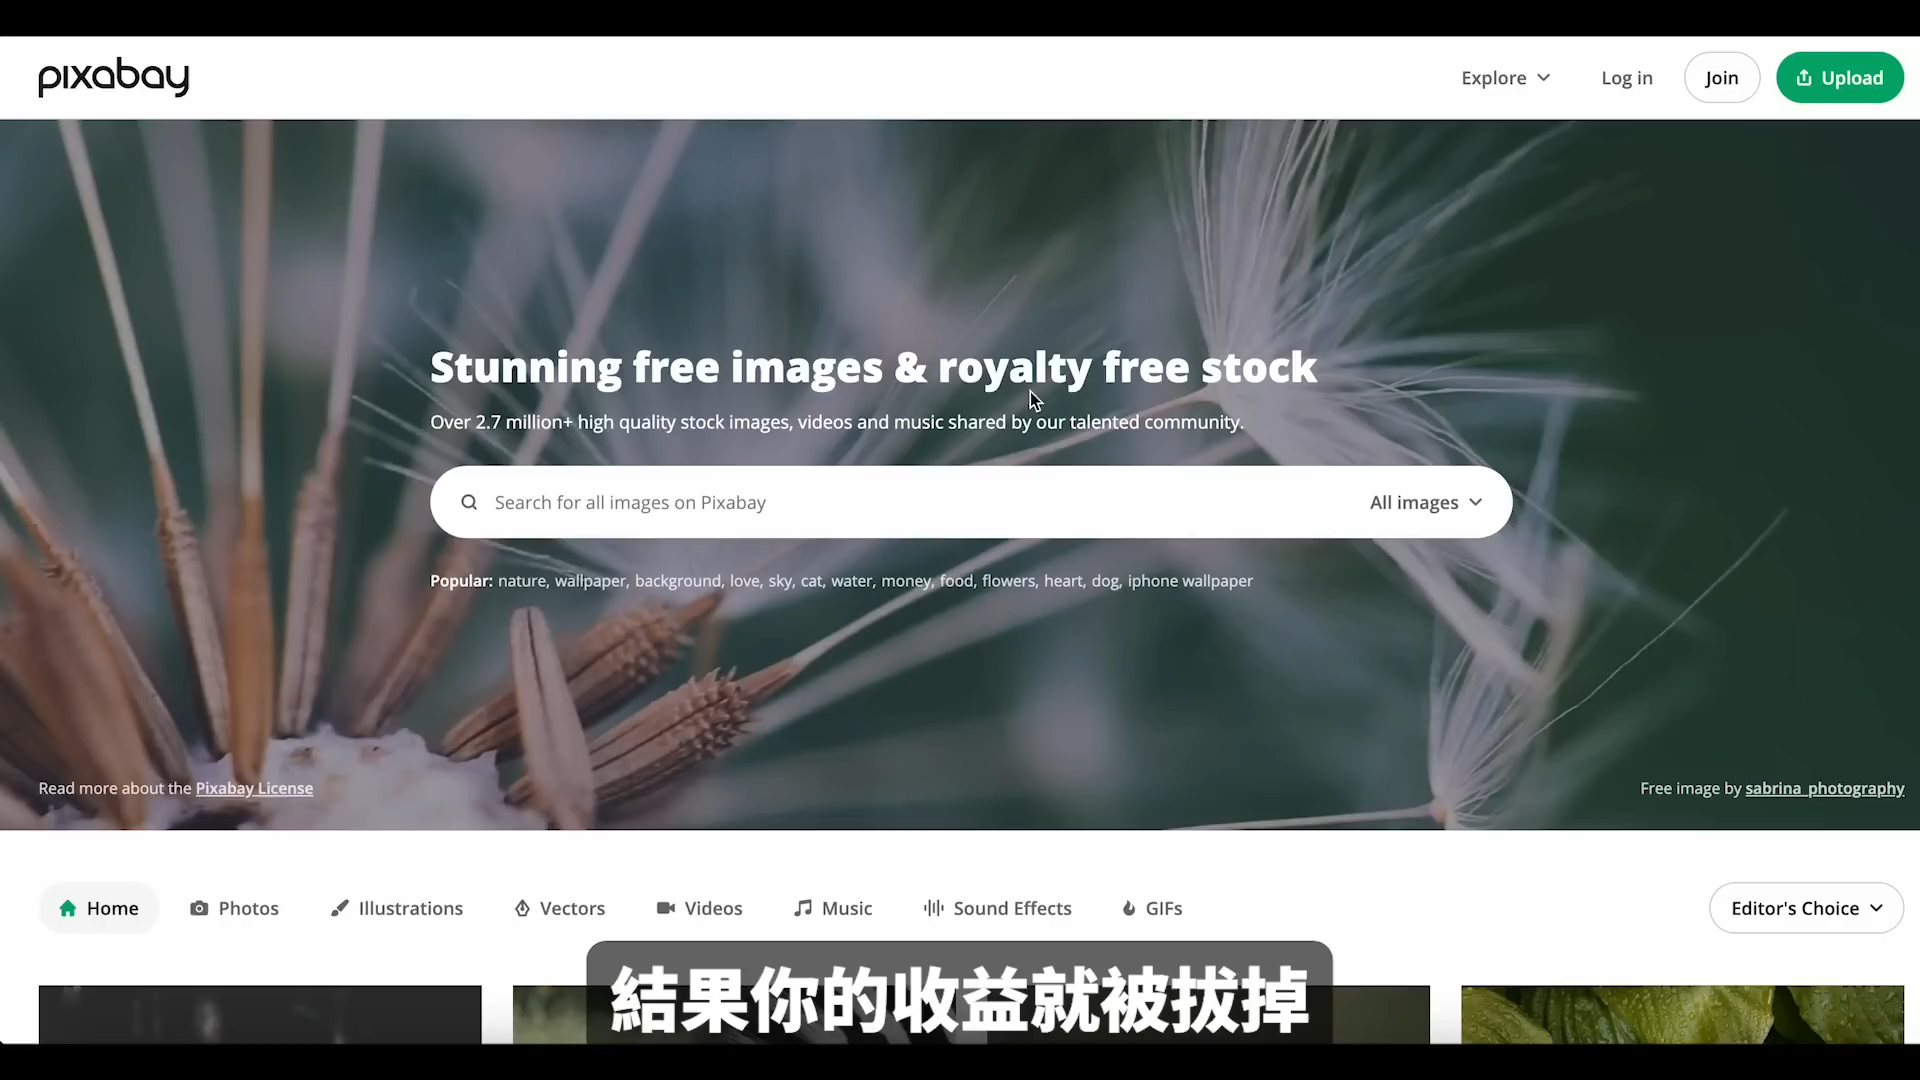 pixabay
Explore
Log in
Join
Upload
Stunning free images & royalty free stock
Over 2.7 million+ high quality stock images, videos and music shared by our talented community.
Search for all images on Pixabay
All images
Popular: nature, wallpaper, background, love, sky, cat, water, money, food, flowers, heart, dog, iphone wallpaper
Read more about the Pixabay License
Free image by sabrina_photography
Home
Photos
Illustrations
Vectors
Videos
Music
Sound Effects
GIFs
Editor's Choice
結果你的收益就被拔掉